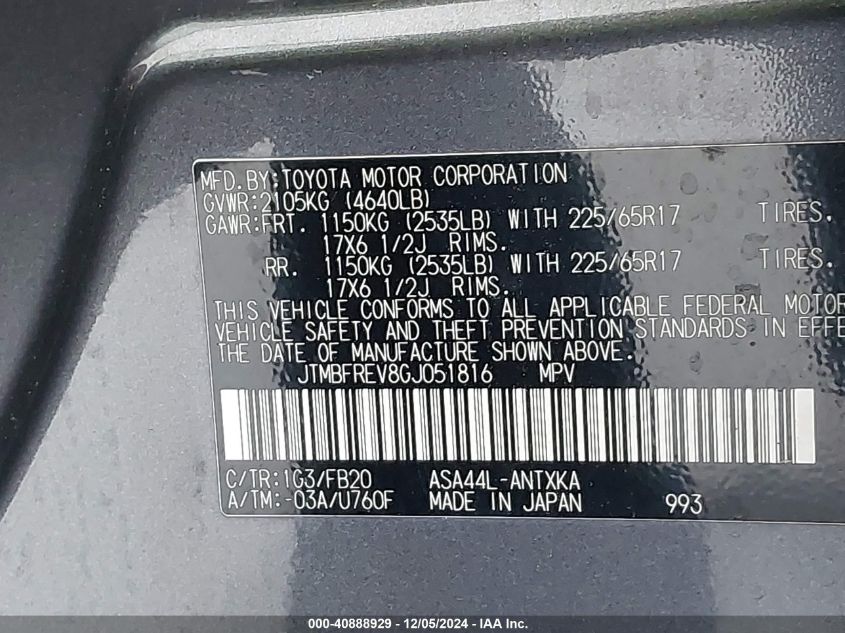 MFD. BY:TOYOTA MOTOR CORPORATION
GVWR:2105KG (4640LB)
GAWR:FRT. 1150KG (2535LB) WITH 225/65R17 TIRES.
17X6 1/2J RIMS.
RR. 1150KG (2535LB) WITH 225/65R17 TIRES.
17X6 1/2J RIMS.
THIS VEHICLE CONFORMS TO ALL APPLICABLE FEDERAL MOTOR
VEHICLE SAFETY AND THEFT PREVENTION STANDARDS IN EFFE
THE DATE OF MANUFACTURE SHOWN ABOVE.
JTMBFREV8GJ051816 MPV
C/TR:1G3/FB20 ASA44L-ANTXKA
A/TM:-03A/U760F MADE IN JAPAN 993
000-40888929 - 12/05/2024 - IAA Inc.